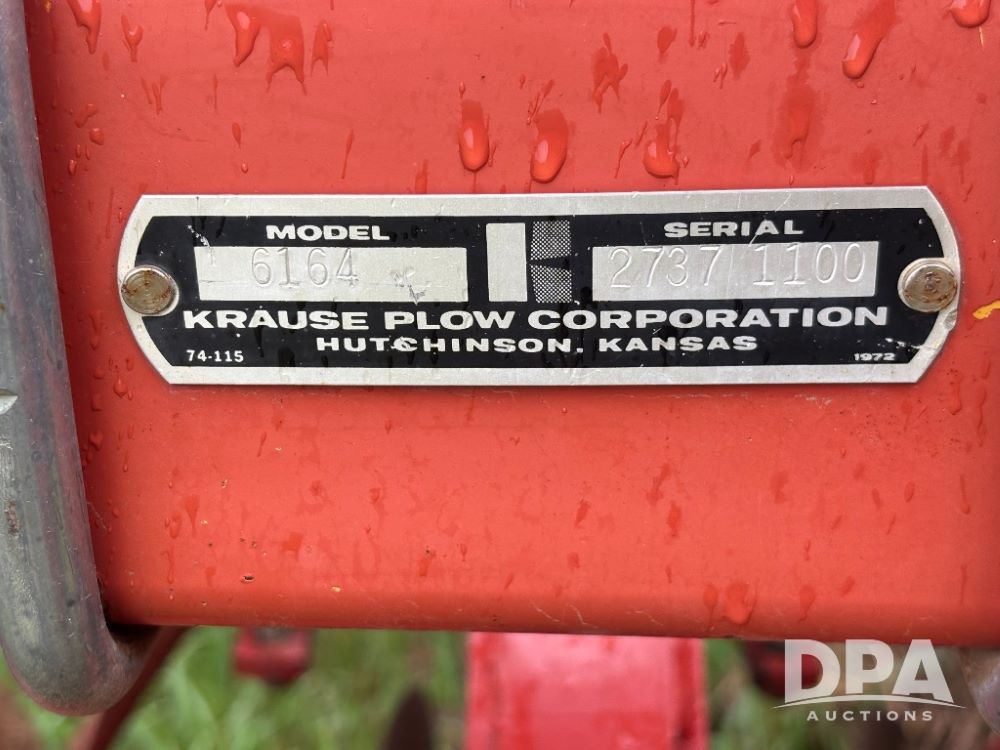 MODEL SERIAL
6164 2737 1100
KRAUSE PLOW CORPORATION
HUTCHINSON, KANSAS
74-115 1972
DPA
AUCTIONS